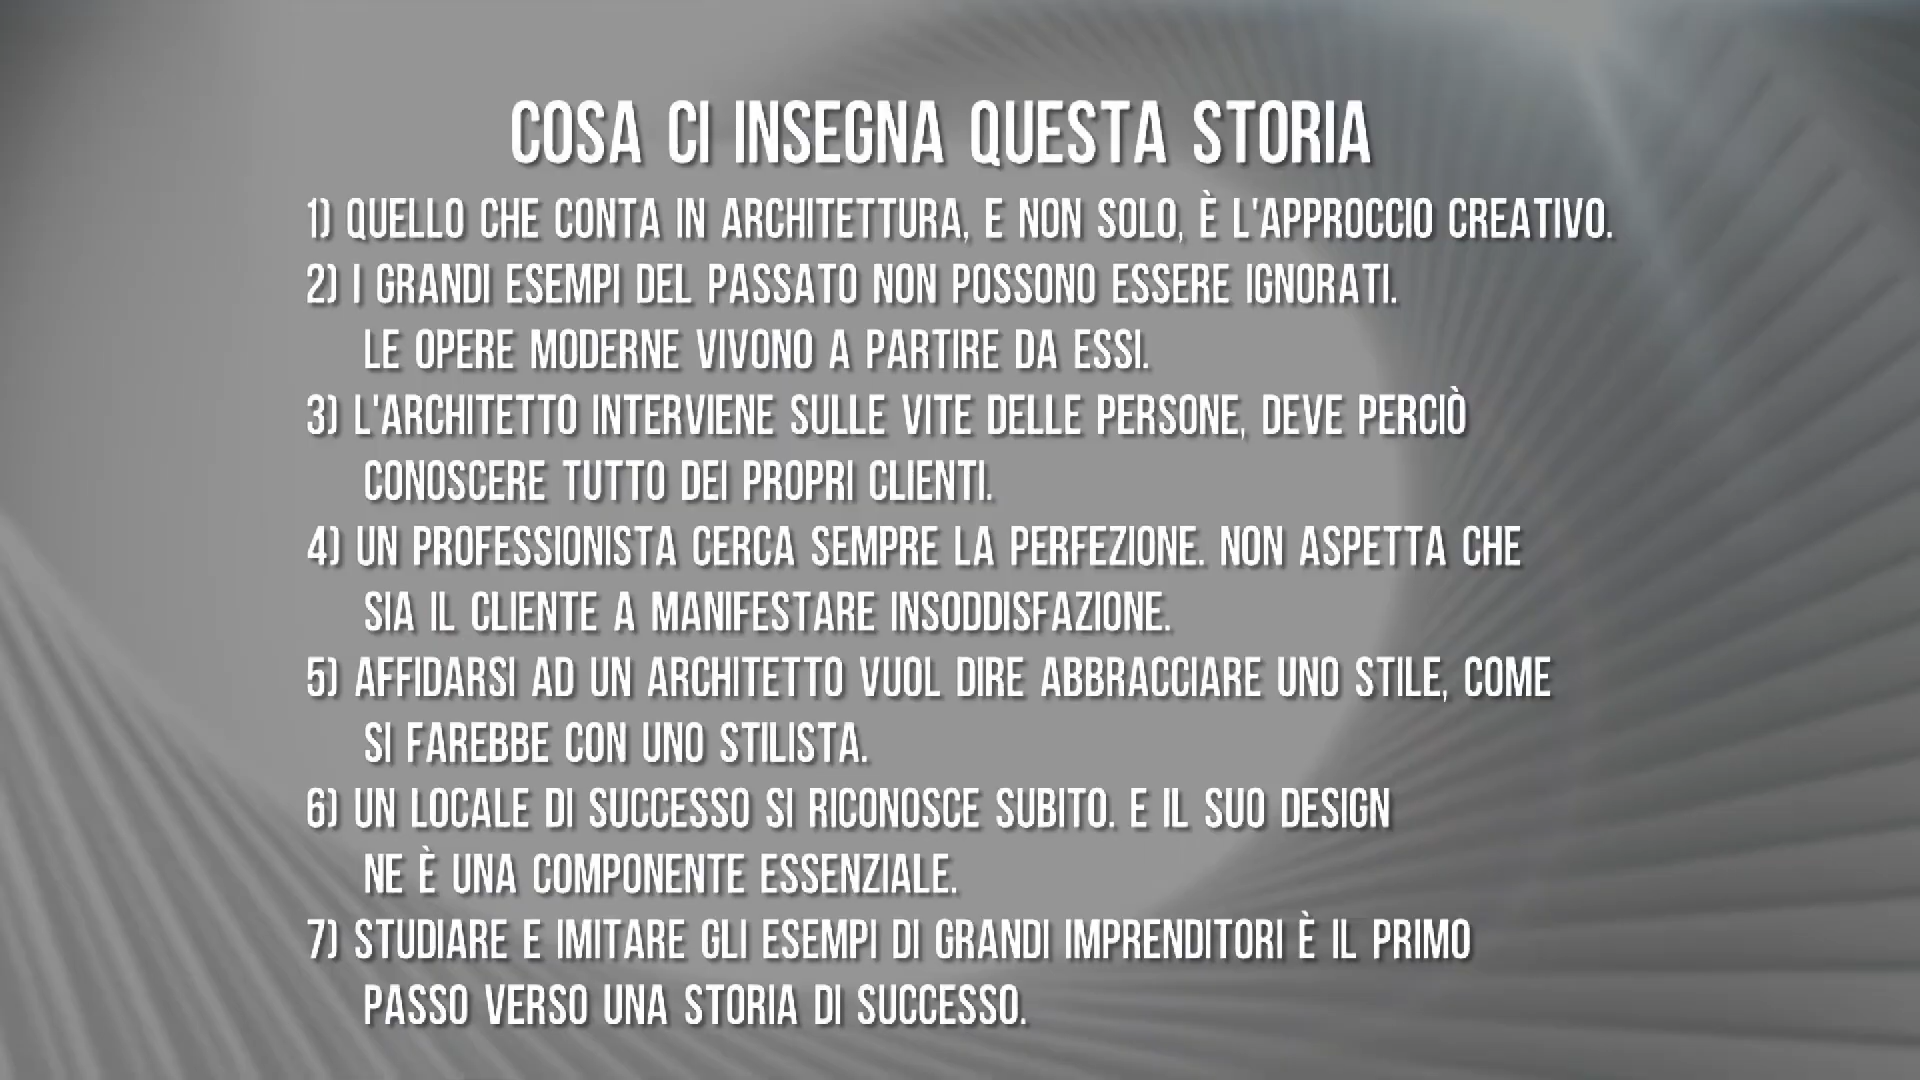 COSA CI INSEGNA QUESTA STORIA
1) QUELLO CHE CONTA IN ARCHITETTURA, E NON SOLO, È L'APPROCCIO CREATIVO.
2) I GRANDI ESEMPI DEL PASSATO NON POSSONO ESSERE IGNORATI.
LE OPERE MODERNE VIVONO A PARTIRE DA ESSI.
3) L'ARCHITETTO INTERVIENE SULLE VITE DELLE PERSONE, DEVE PERCIÒ
CONOSCERE TUTTO DEI PROPRI CLIENTI.
4) UN PROFESSIONISTA CERCA SEMPRE LA PERFEZIONE. NON ASPETTA CHE
SIA IL CLIENTE A MANIFESTARE INSODDISFAZIONE.
5) AFFIDARSI AD UN ARCHITETTO VUOL DIRE ABBRACCIARE UNO STILE, COME
SI FAREBBE CON UNO STILISTA.
6) UN LOCALE DI SUCCESSO SI RICONOSCE SUBITO. E IL SUO DESIGN
NE È UNA COMPONENTE ESSENZIALE.
7) STUDIARE E IMITARE GLI ESEMPI DI GRANDI IMPRENDITORI È IL PRIMO
PASSO VERSO UNA STORIA DI SUCCESSO.